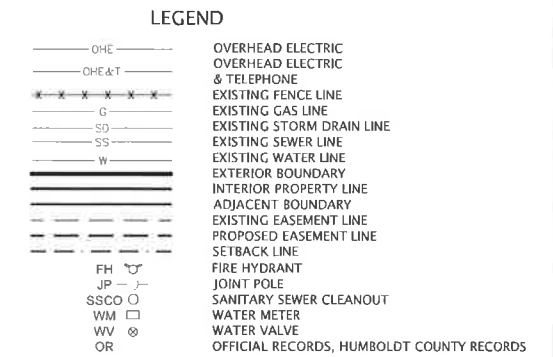 LEGEND
OHE OVERHEAD ELECTRIC
OHE&T OVERHEAD ELECTRIC
& TELEPHONE
X X X X X X EXISTING FENCE LINE
G EXISTING GAS LINE
SD EXISTING STORM DRAIN LINE
SS EXISTING SEWER LINE
W EXISTING WATER LINE
EXTERIOR BOUNDARY
INTERIOR PROPERTY LINE
ADJACENT BOUNDARY
EXISTING EASEMENT LINE
PROPOSED EASEMENT LINE
SETBACK LINE
FH FIRE HYDRANT
JP JOINT POLE
SSCO SANITARY SEWER CLEANOUT
WM WATER METER
WV WATER VALVE
OR OFFICIAL RECORDS, HUMBOLDT COUNTY RECORDS